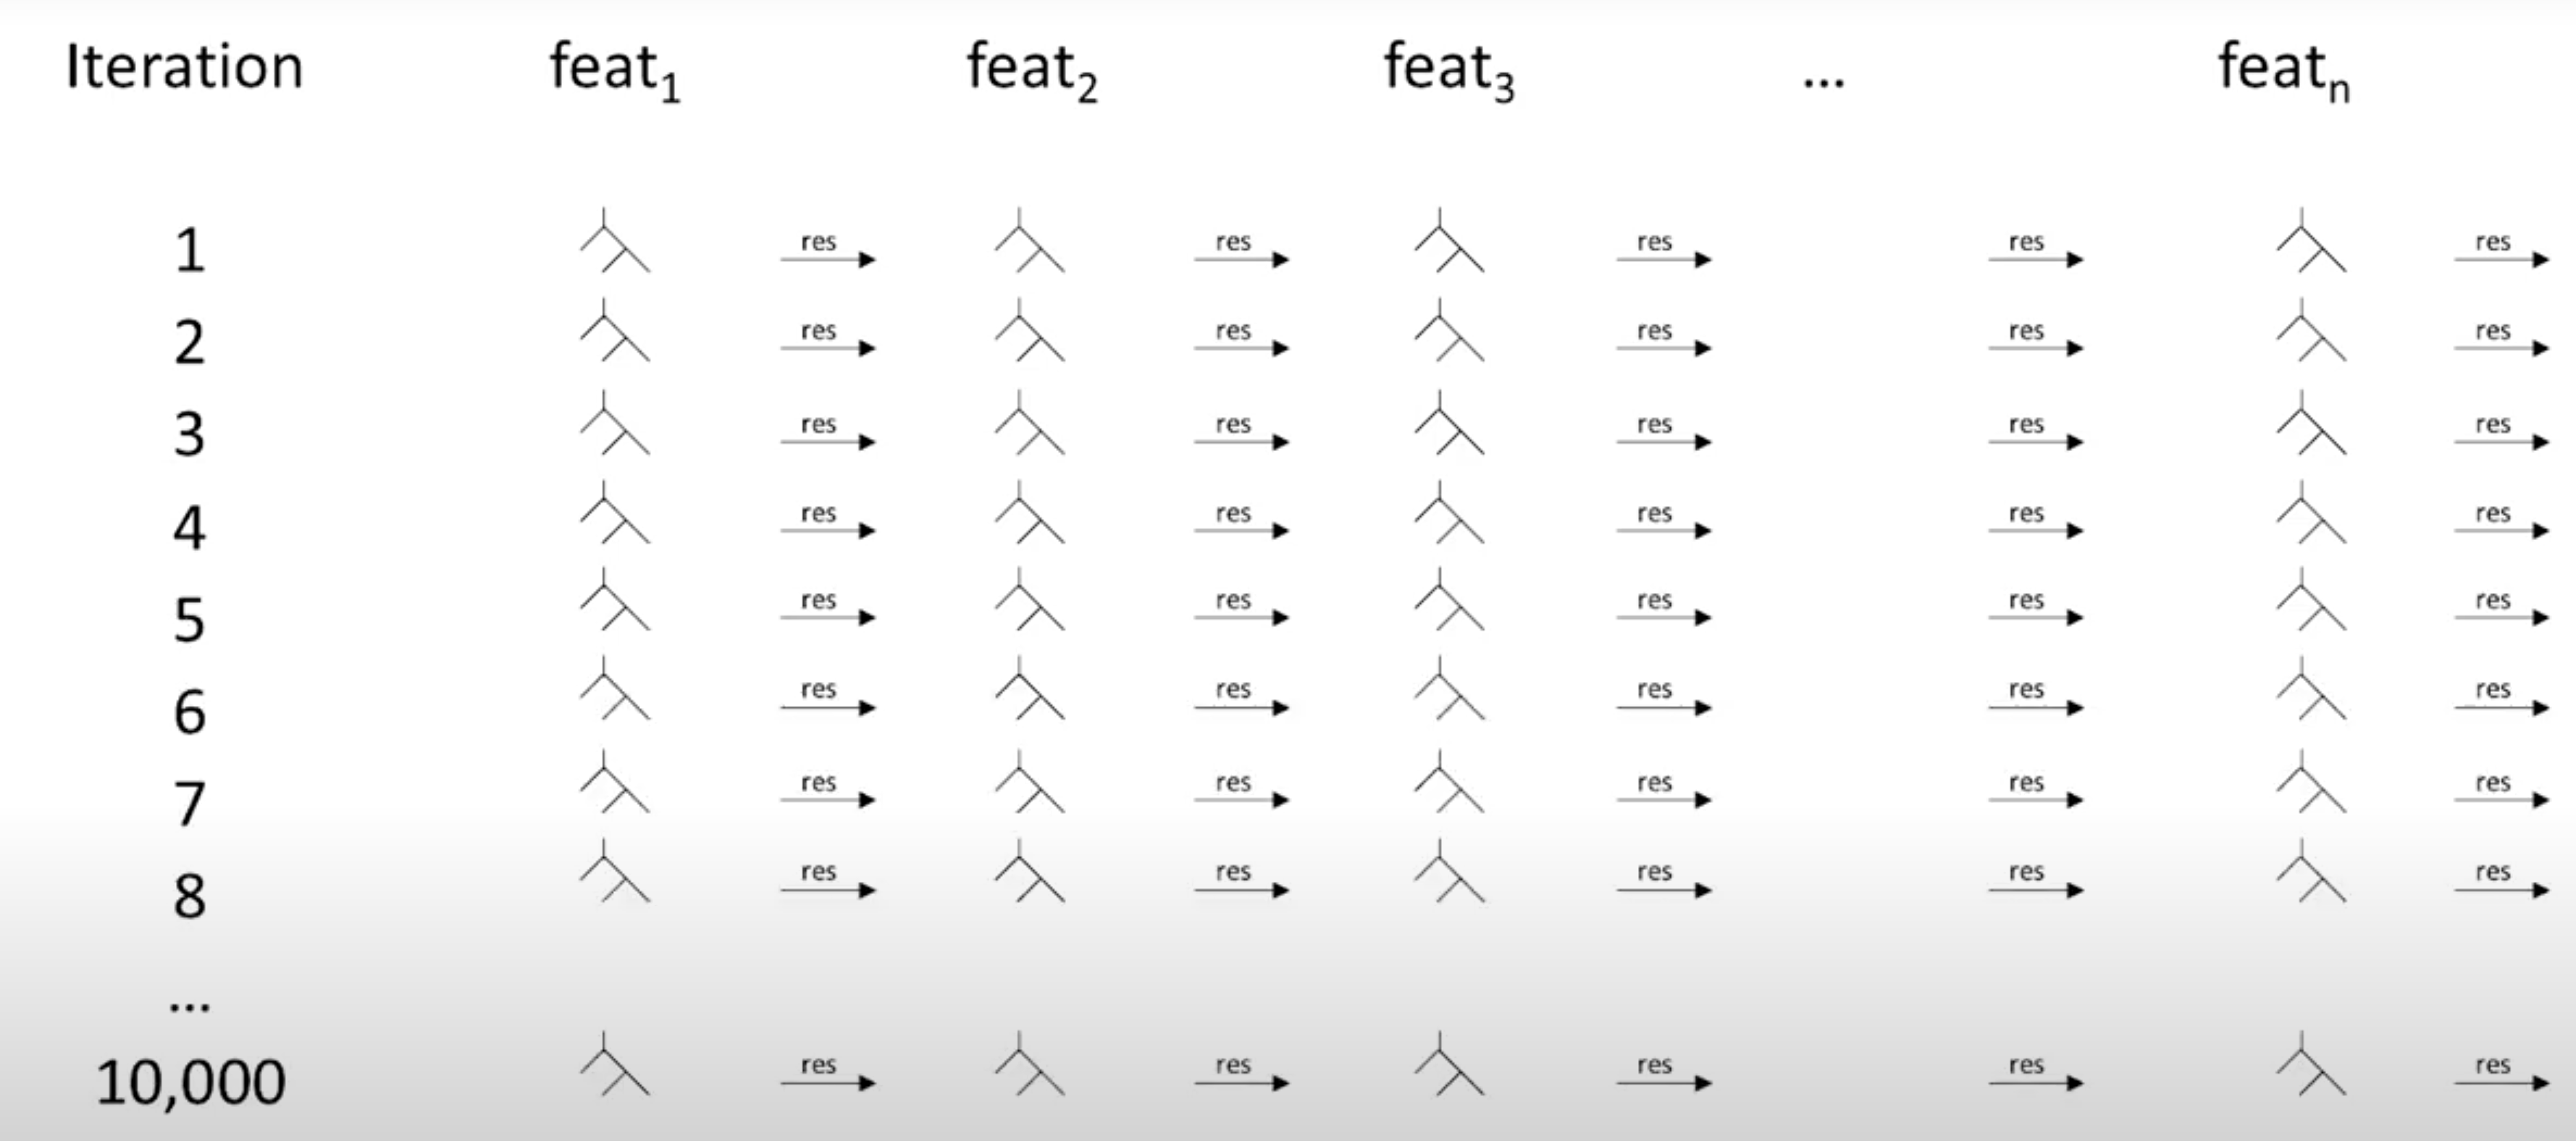 Iteration feat₁ feat₂ feat₃ ... featₙ
1 res res res res res
2 res res res res res
3 res res res res res
4 res res res res res
5 res res res res res
6 res res res res res
7 res res res res res
8 res res res res res
...
10,000 res res res res res